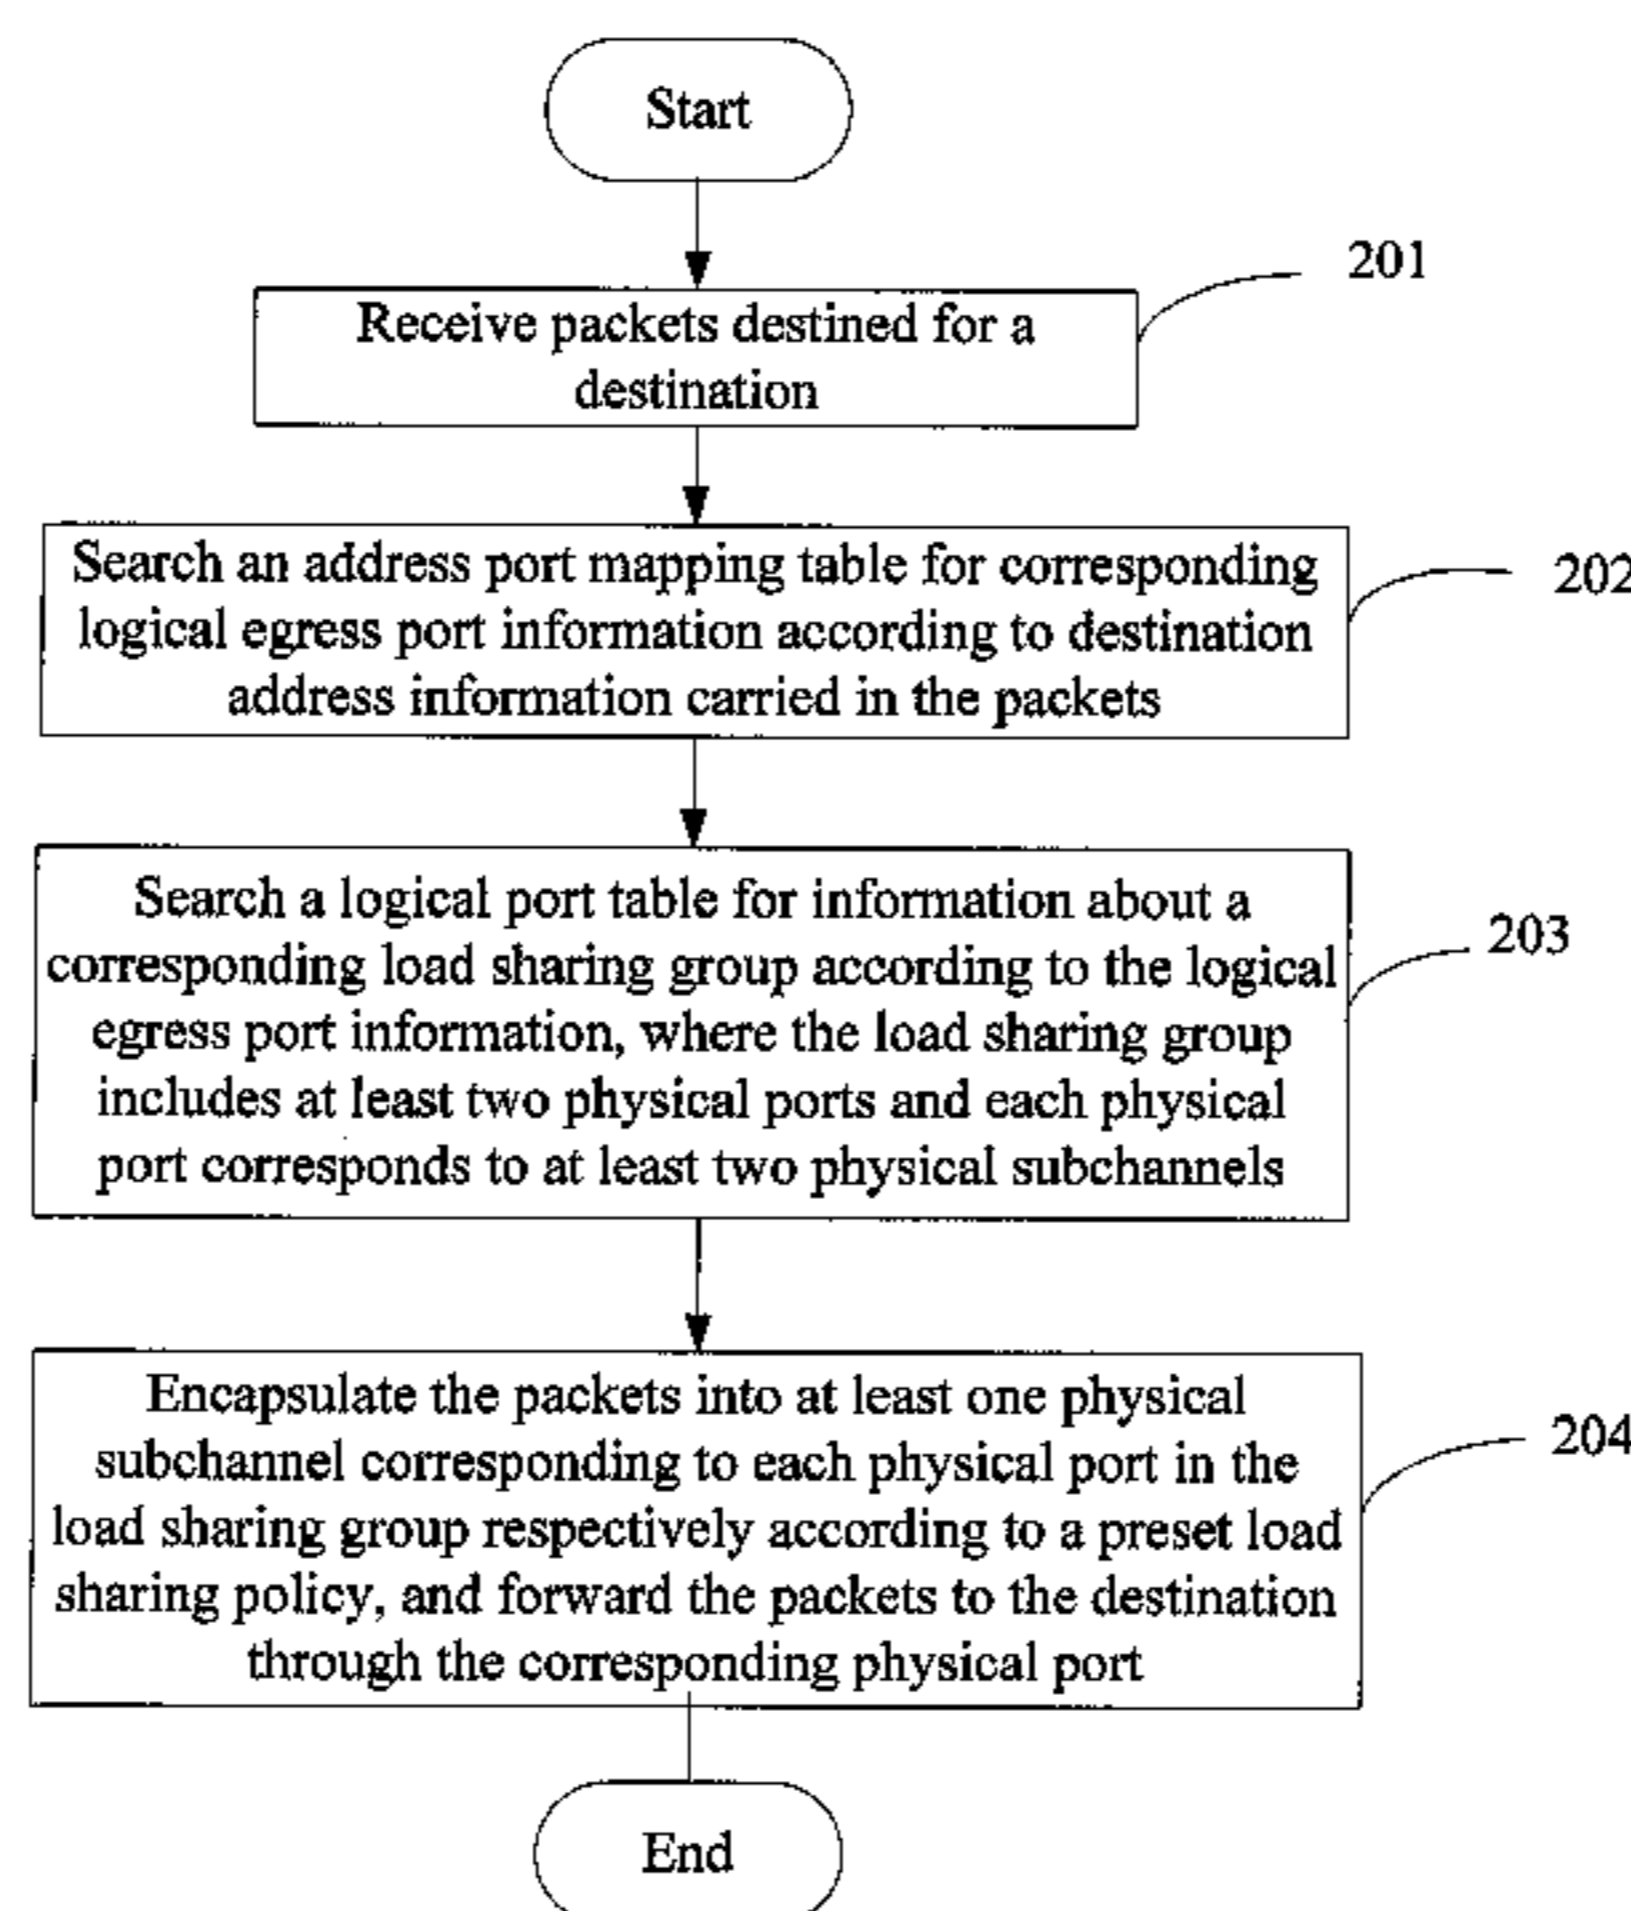 Start
201
Receive packets destined for a
destination
202
Search an address port mapping table for corresponding
logical egress port information according to destination
address information carried in the packets
203
Search a logical port table for information about a
corresponding load sharing group according to the logical
egress port information, where the load sharing group
includes at least two physical ports and each physical
port corresponds to at least two physical subchannels
204
Encapsulate the packets into at least one physical
subchannel corresponding to each physical port in the
load sharing group respectively according to a preset load
sharing policy, and forward the packets to the destination
through the corresponding physical port
End